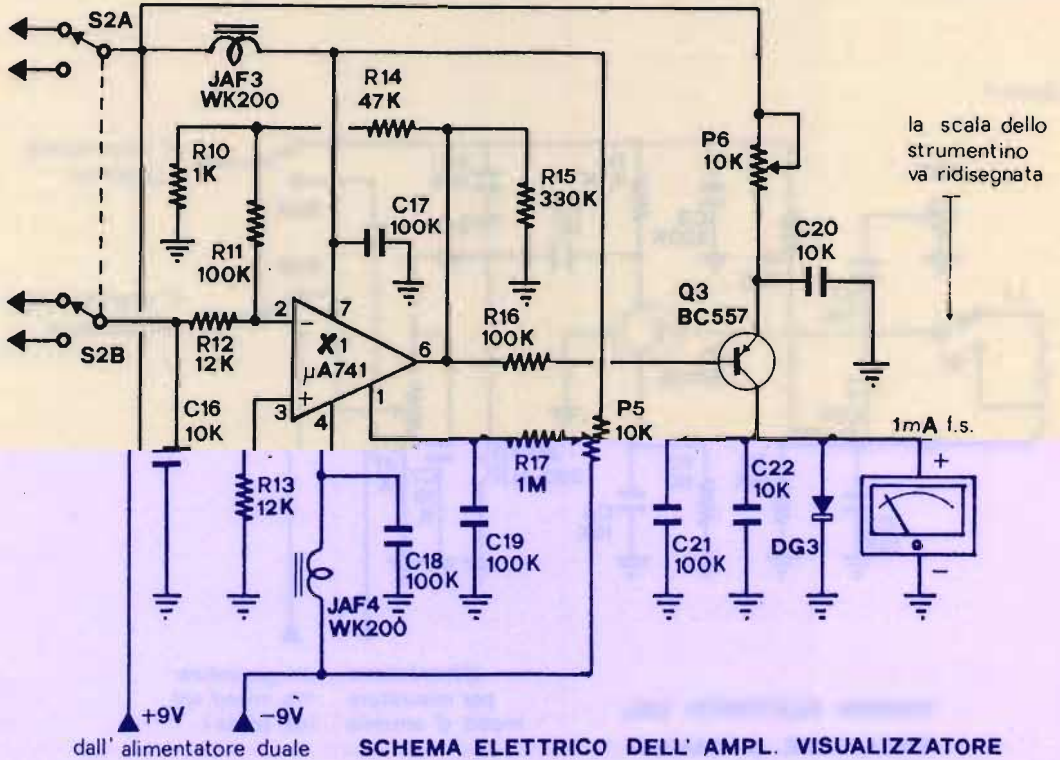 S2A
JAF3
WK200
R14
47K
R10
1K
R11
100K
C17
100K
R15
330K
P6
10K
la scala dello
strumentino
va ridisegnata
C20
10K
Q3
BC557
S2B
R12
12K
2
7
-
X1
µA741
+
3
4
1
6
R16
100K
C16
10K
P5
10K
R17
1M
1mA f.s.
+
R13
12K
C18
100K
C19
100K
C21
100K
C22
10K
DG3
-
JAF4
WK200
+9V
-9V
dall' alimentatore duale
SCHEMA ELETTRICO DELL' AMPL. VISUALIZZATORE